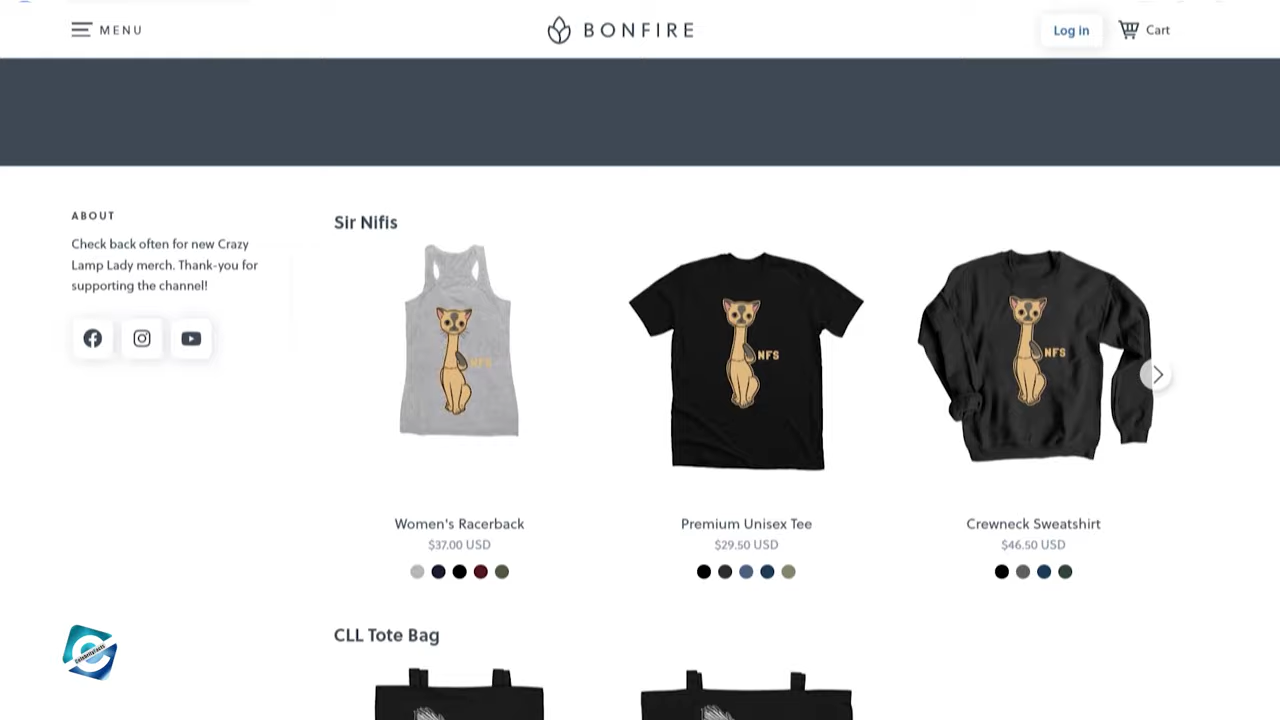 MENU
BONFIRE
Log in
Cart
ABOUT
Check back often for new Crazy
Lamp Lady merch. Thank-you for
supporting the channel!
Sir Nifis
NFS
NFS
NFS
Women's Racerback
$37.00 USD
Premium Unisex Tee
$29.50 USD
Crewneck Sweatshirt
$46.50 USD
CLL Tote Bag